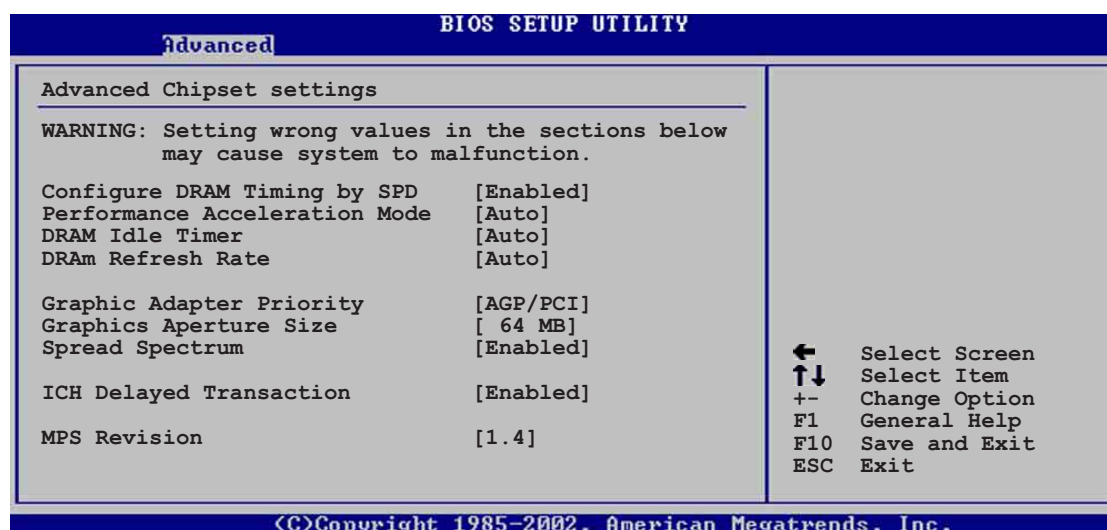 BIOS SETUP UTILITY
Advanced
Advanced Chipset settings
WARNING: Setting wrong values in the sections below
may cause system to malfunction.
Configure DRAM Timing by SPD [Enabled]
Performance Acceleration Mode [Auto]
DRAM Idle Timer [Auto]
DRAm Refresh Rate [Auto]
Graphic Adapter Priority [AGP/PCI]
Graphics Aperture Size [ 64 MB]
Spread Spectrum [Enabled]
ICH Delayed Transaction [Enabled]
MPS Revision [1.4]
← Select Screen
↑↓ Select Item
+- Change Option
F1 General Help
F10 Save and Exit
ESC Exit
(C)Copyright 1985-2002, American Megatrends, Inc.